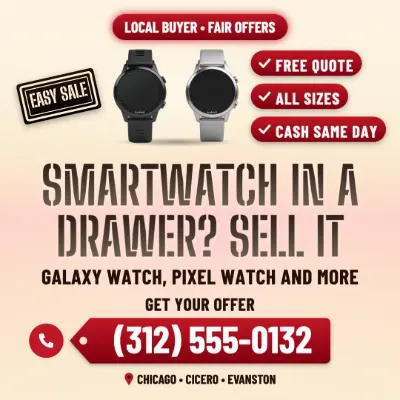 LOCAL BUYER • FAIR OFFERS
EASY SALE
FREE QUOTE
ALL SIZES
CASH SAME DAY
SMARTWATCH IN A
DRAWER? SELL IT
GALAXY WATCH, PIXEL WATCH AND MORE
GET YOUR OFFER
(312) 555-0132
CHICAGO • CICERO • EVANSTON